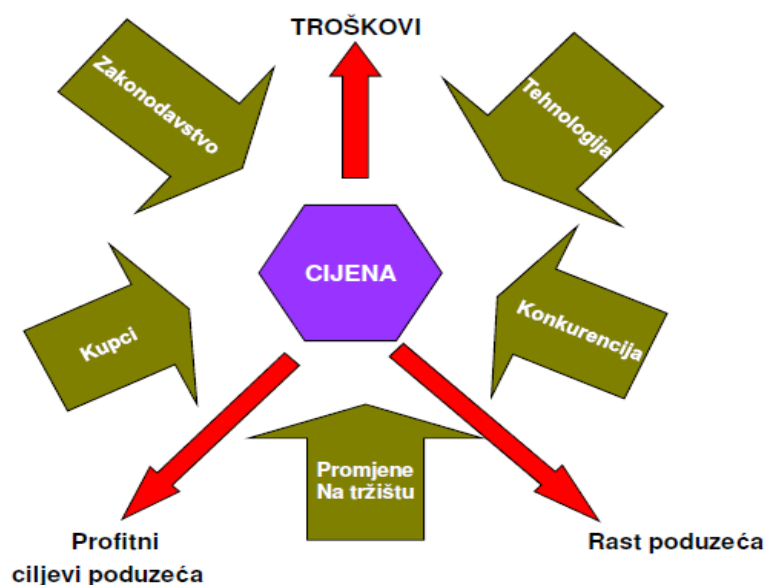 TROŠKOVI
Zakonodavstvo
Tehnologija
CIJENA
Kupci
Konkurencija
Promjene
Na tržištu
Profitni
ciljevi poduzeća
Rast poduzeća